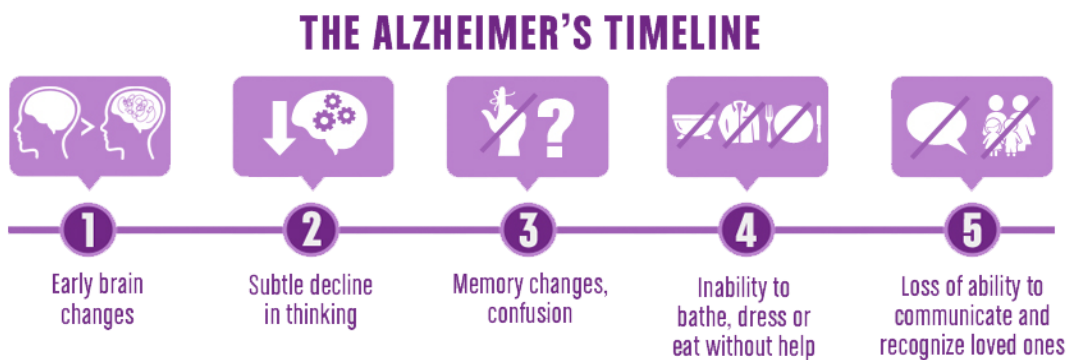 THE ALZHEIMER'S TIMELINE
?
1
Early brain
changes
2
Subtle decline
in thinking
3
Memory changes,
confusion
4
Inability to
bathe, dress or
eat without help
5
Loss of ability to
communicate and
recognize loved ones